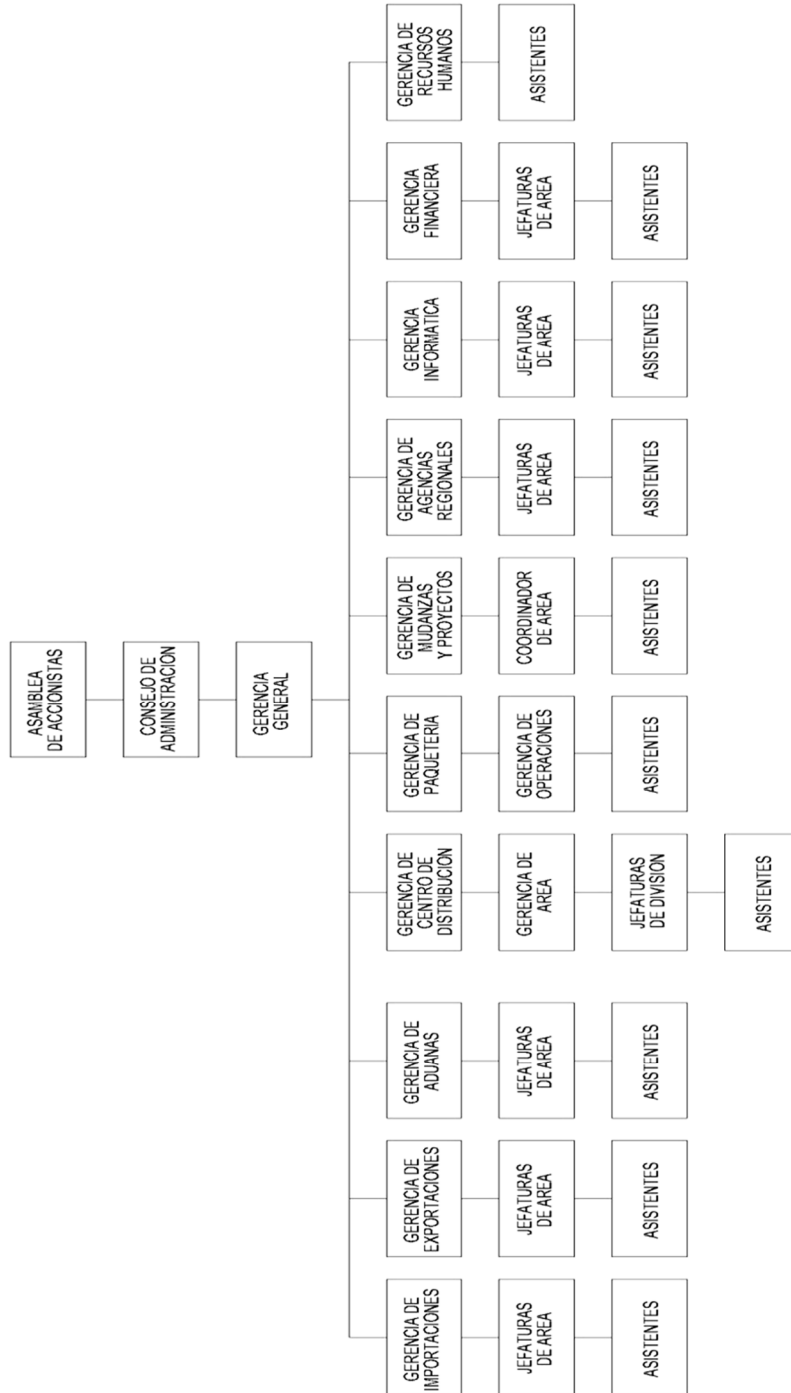 ASAMBLEA
DE ACCIONISTAS
CONSEJO DE
ADMINISTRACION
GERENCIA
GENERAL
GERENCIA DE
IMPORTACIONES
GERENCIA DE
EXPORTACIONES
GERENCIA DE
ADUANAS
GERENCIA DE
CENTRO DE
DISTRIBUCION
GERENCIA DE
PAQUETERIA
GERENCIA DE
MUDANZAS
Y PROYECTOS
GERENCIA DE
AGENCIAS
REGIONALES
GERENCIA
INFORMATICA
GERENCIA
FINANCIERA
GERENCIA DE
RECURSOS
HUMANOS
JEFATURAS
DE AREA
JEFATURAS
DE AREA
JEFATURAS
DE AREA
GERENCIA DE
AREA
GERENCIA DE
OPERACIONES
COORDINADOR
DE AREA
JEFATURAS
DE AREA
JEFATURAS
DE AREA
JEFATURAS
DE AREA
ASISTENTES
ASISTENTES
ASISTENTES
ASISTENTES
JEFATURAS
DE DIVISION
ASISTENTES
ASISTENTES
ASISTENTES
ASISTENTES
ASISTENTES
ASISTENTES